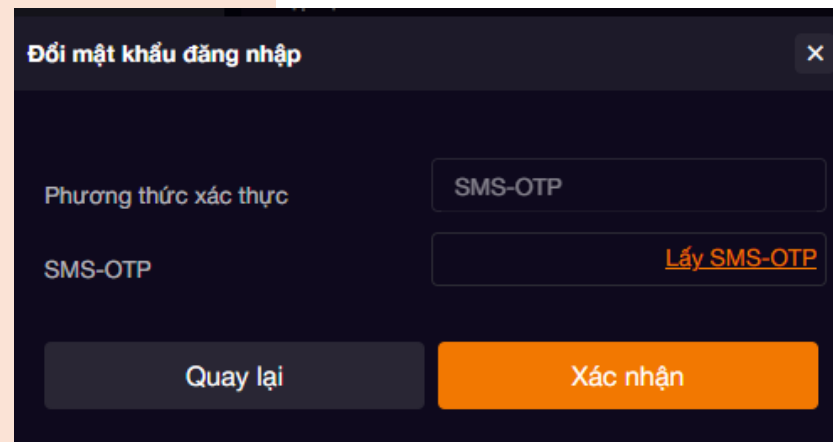 Đổi mật khẩu đăng nhập
Phương thức xác thực SMS-OTP
SMS-OTP Lấy SMS-OTP
Quay lại Xác nhận